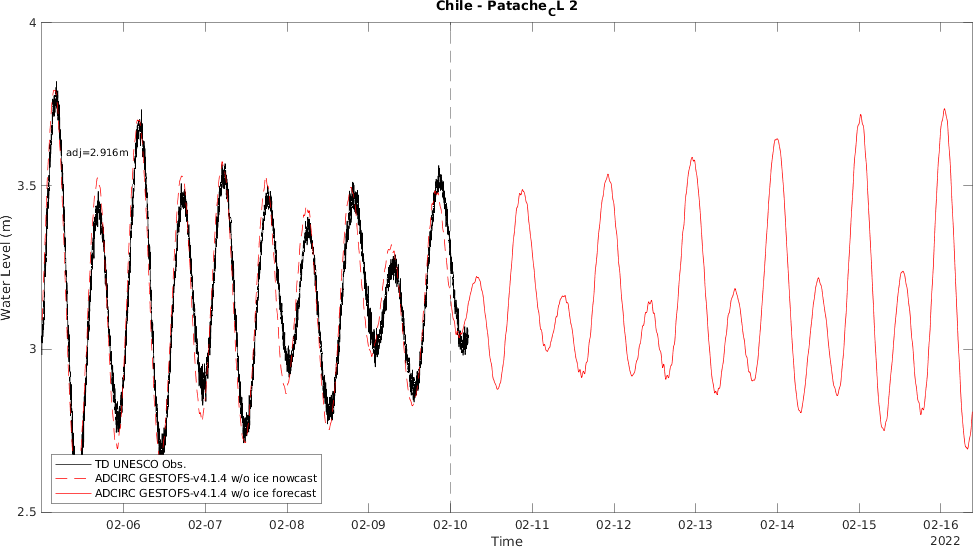 Chile - PatacheCL 2
4
adj=2.916m
3.5
Water Level (m)
3
TD UNESCO Obs.
ADCIRC GESTOFS-v4.1.4 w/o ice nowcast
ADCIRC GESTOFS-v4.1.4 w/o ice forecast
2.5
02-06 02-07 02-08 02-09 02-10 02-11 02-12 02-13 02-14 02-15 02-16
Time
2022